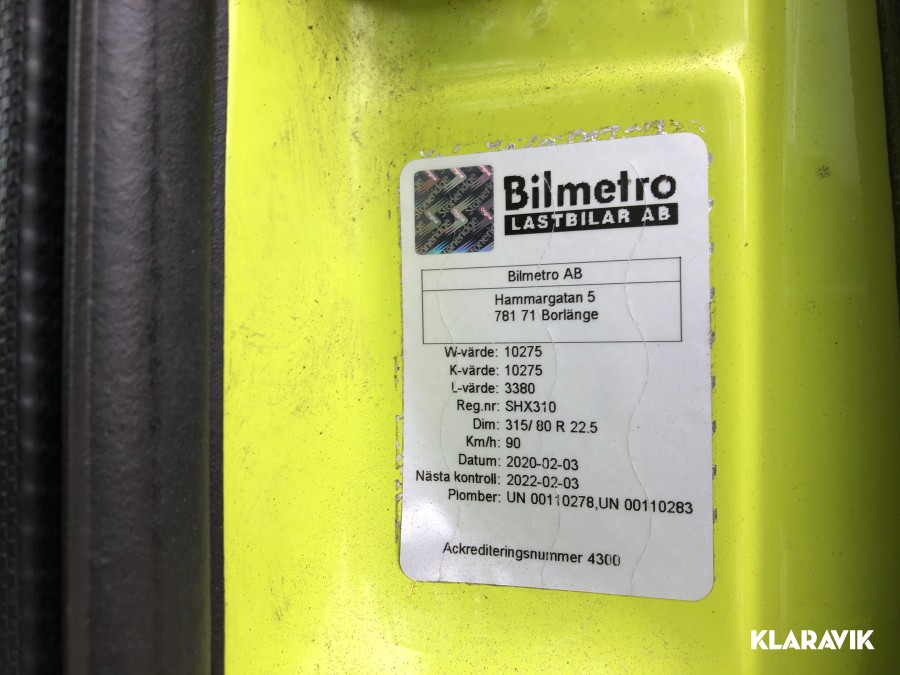 Bilmetro
LASTBILAR AB
Bilmetro AB
Hammargatan 5
781 71 Borlänge
W-värde: 10275
K-värde: 10275
L-värde: 3380
Reg.nr: SHX310
Dim: 315/ 80 R 22.5
Km/h: 90
Datum: 2020-02-03
Nästa kontroll: 2022-02-03
Plomber: UN 00110278,UN 00110283
Ackrediteringsnummer 4300
KLARAVIK